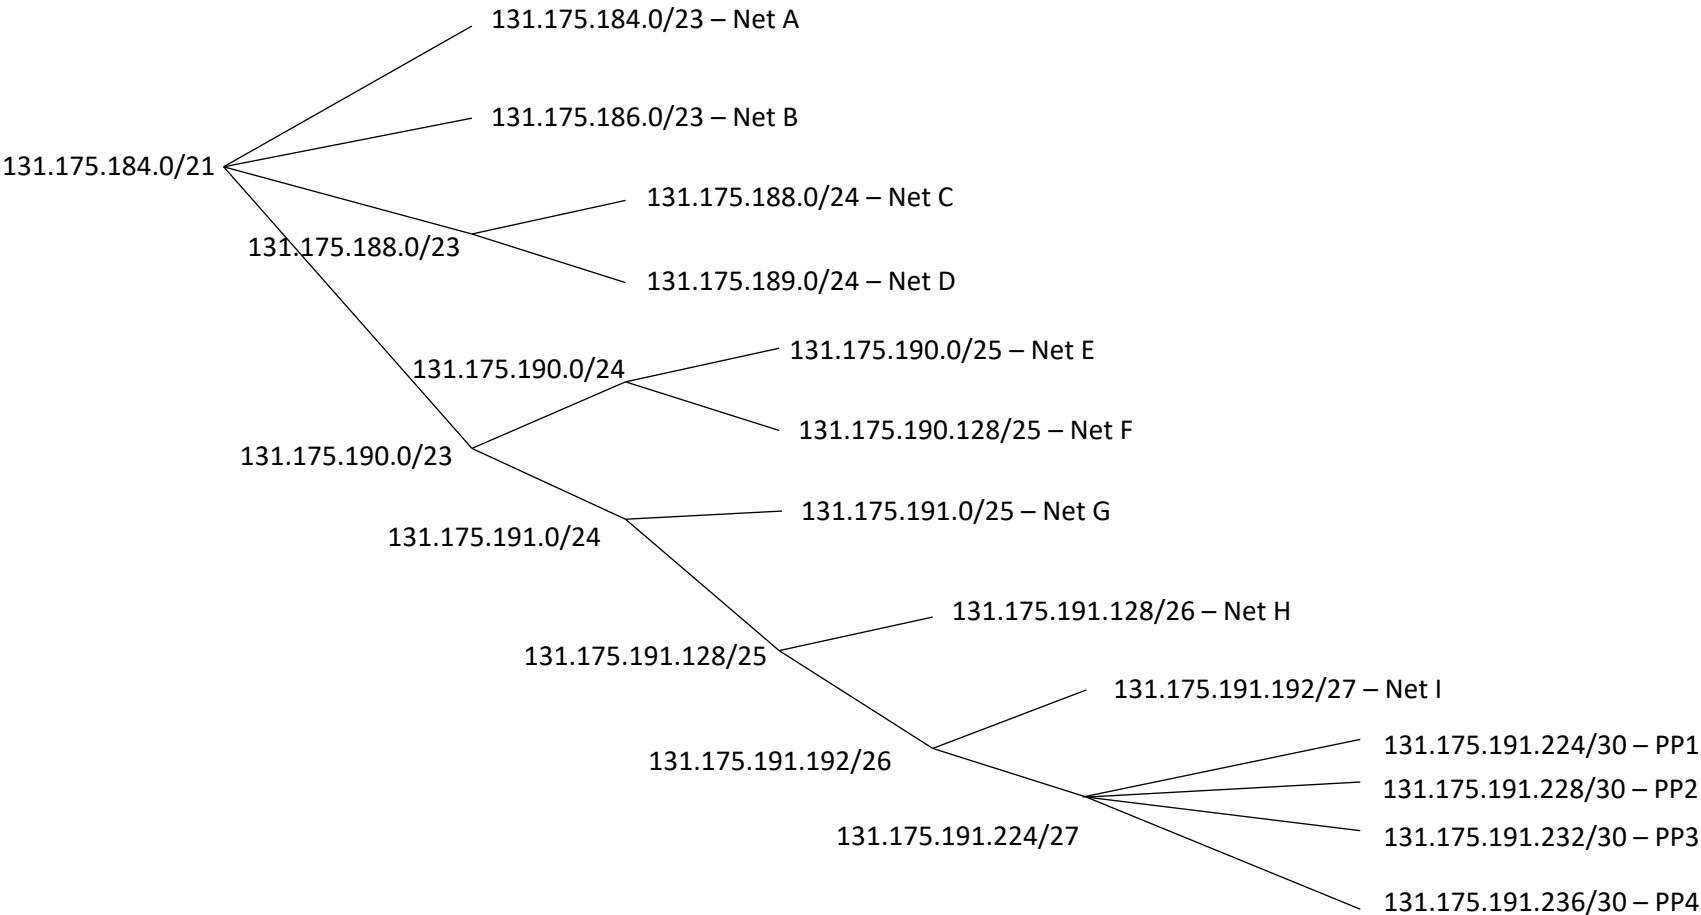 131.175.184.0/23 – Net A
131.175.186.0/23 – Net B
131.175.184.0/21
131.175.188.0/24 – Net C
131.175.188.0/23
131.175.189.0/24 – Net D
131.175.190.0/25 – Net E
131.175.190.0/24
131.175.190.128/25 – Net F
131.175.190.0/23
131.175.191.0/25 – Net G
131.175.191.0/24
131.175.191.128/26 – Net H
131.175.191.128/25
131.175.191.192/27 – Net I
131.175.191.224/30 – PP1
131.175.191.192/26
131.175.191.228/30 – PP2
131.175.191.232/30 – PP3
131.175.191.224/27
131.175.191.236/30 – PP4